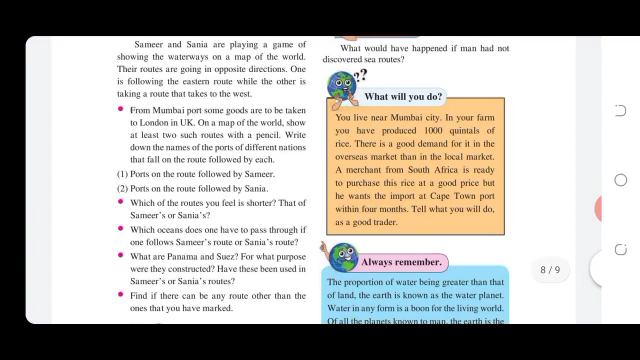 Sameer and Sania are playing a game of
showing the waterways on a map of the world.
Their routes are going in opposite directions. One
is following the eastern route while the other is
taking a route that takes to the west.
• From Mumbai port some goods are to be taken
to London in UK. On a map of the world, show
at least two such routes with a pencil. Write
down the names of the ports of different nations
that fall on the route followed by each.
(1) Ports on the route followed by Sameer.
(2) Ports on the route followed by Sania.
• Which of the routes you feel is shorter? That of
Sameer's or Sania's?
• Which oceans does one have to pass through if
one follows Sameer's route or Sania's route?
• What are Panama and Suez? For what purpose
were they constructed? Have these been used in
Sameer's or Sania's routes?
• Find if there can be any route other than the
ones that you have marked.
What would have happened if man had not
discovered sea routes?
??
What will you do?
You live near Mumbai city. In your farm
you have produced 1000 quintals of
rice. There is a good demand for it in the
overseas market than in the local market.
A merchant from South Africa is ready
to purchase this rice at a good price but
he wants the import at Cape Town port
within four months. Tell what you will do,
as a good trader.
Always remember.
The proportion of water being greater than that
of land, the earth is known as the water planet.
Water in any form is a boon for the living world.
Of all the planets known to man, the earth is the
8 / 9